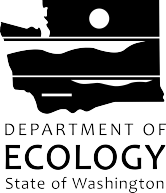 DEPARTMENT OF
ECOLOGY
State of Washington